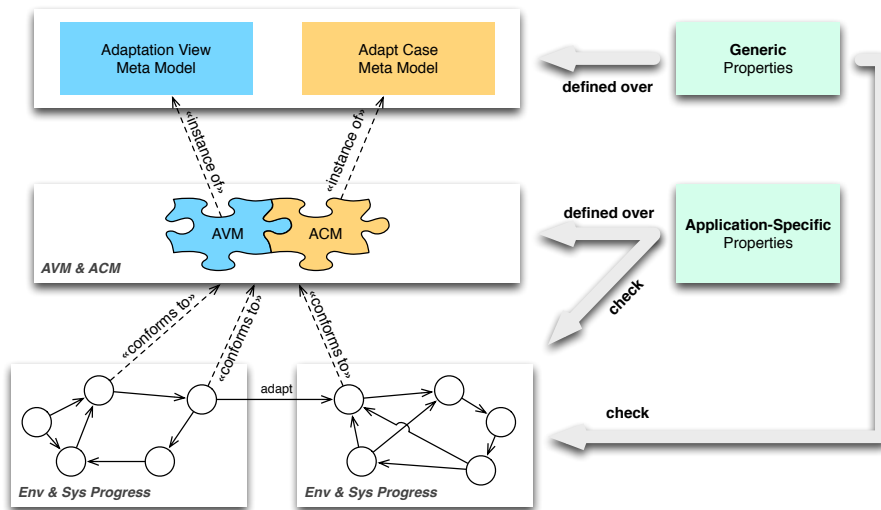 Adaptation View
Meta Model
Adapt Case
Meta Model
Generic
Properties
defined over
«instance of»
«instance of»
AVM
ACM
AVM & ACM
defined over
Application-Specific
Properties
check
«conforms to»
«conforms to»
«conforms to»
adapt
check
Env & Sys Progress
Env & Sys Progress